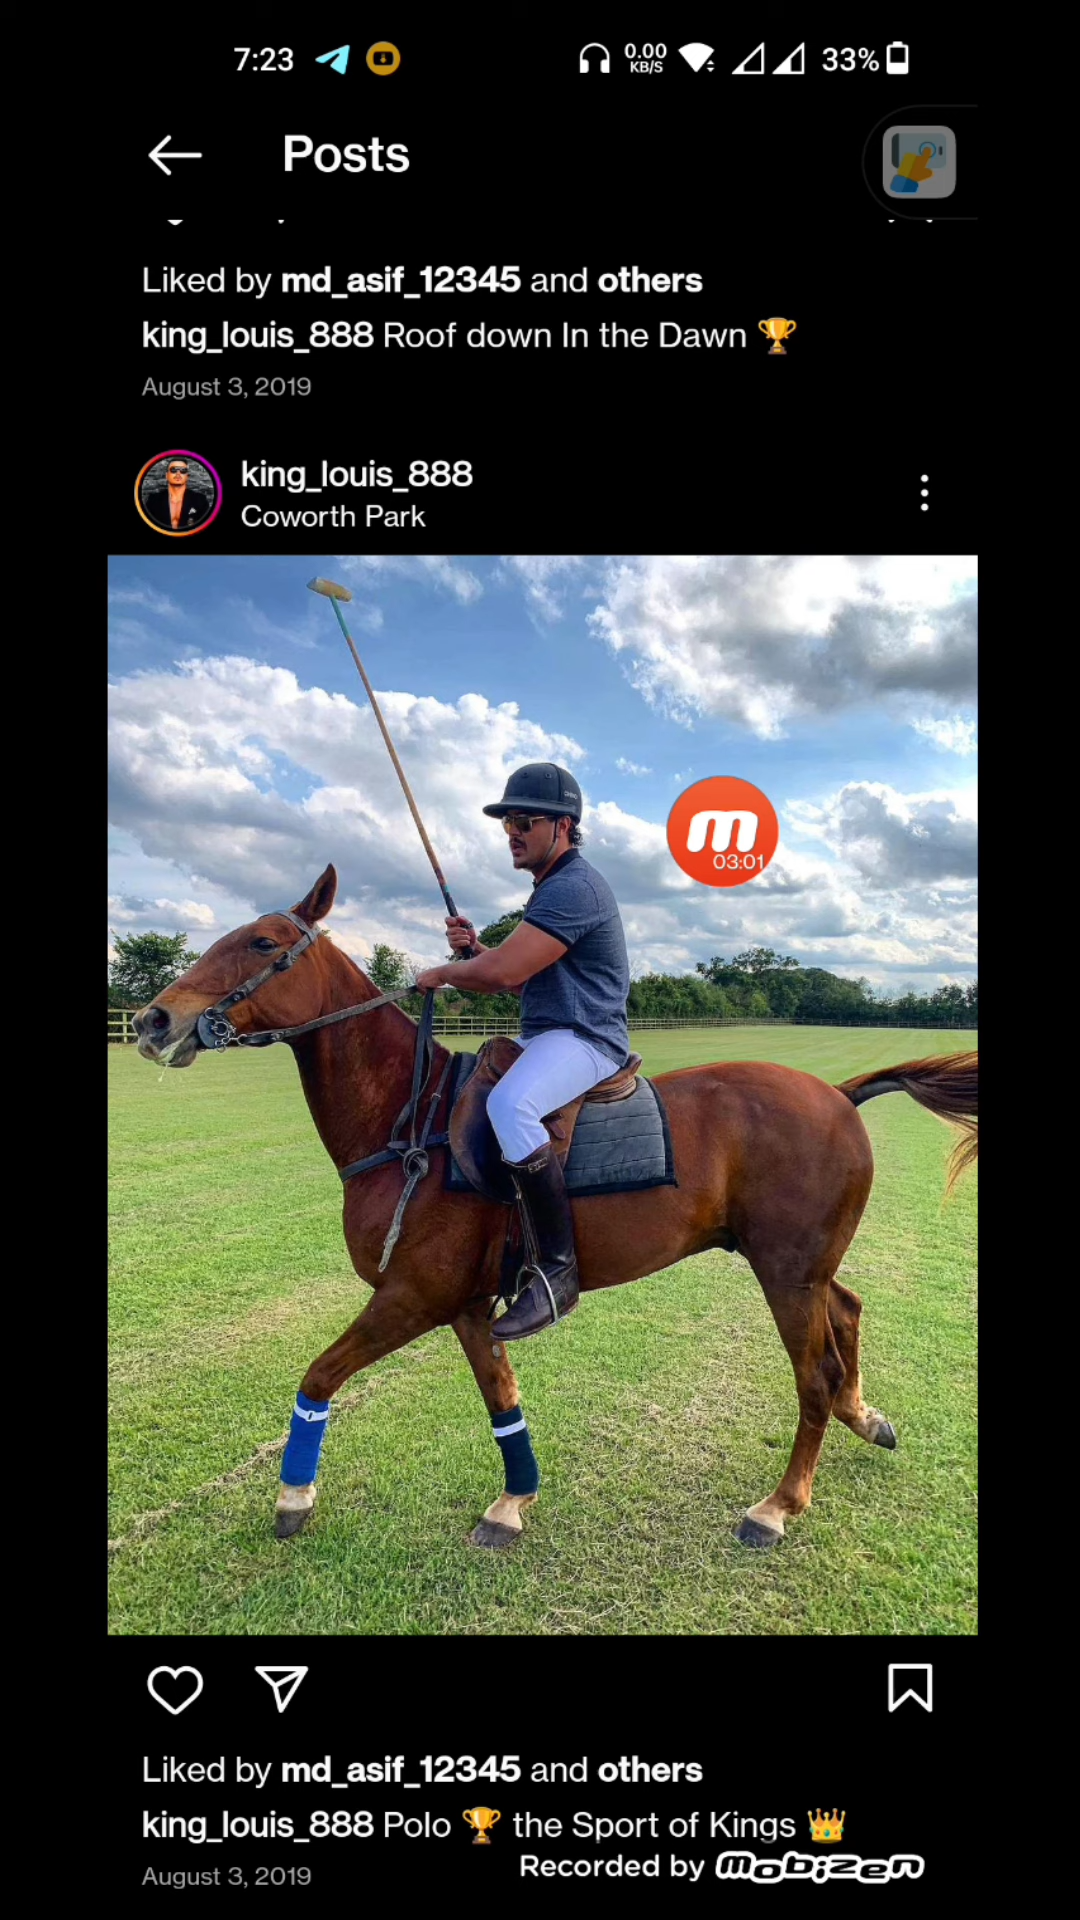 7:23 0.00 KB/S 33%
Posts
Liked by md_asif_12345 and others
king_louis_888 Roof down In the Dawn 🏆
August 3, 2019
king_louis_888
Coworth Park
m
03:01
Liked by md_asif_12345 and others
king_louis_888 Polo 🏆 the Sport of Kings 👑
Recorded by mobizen
August 3, 2019